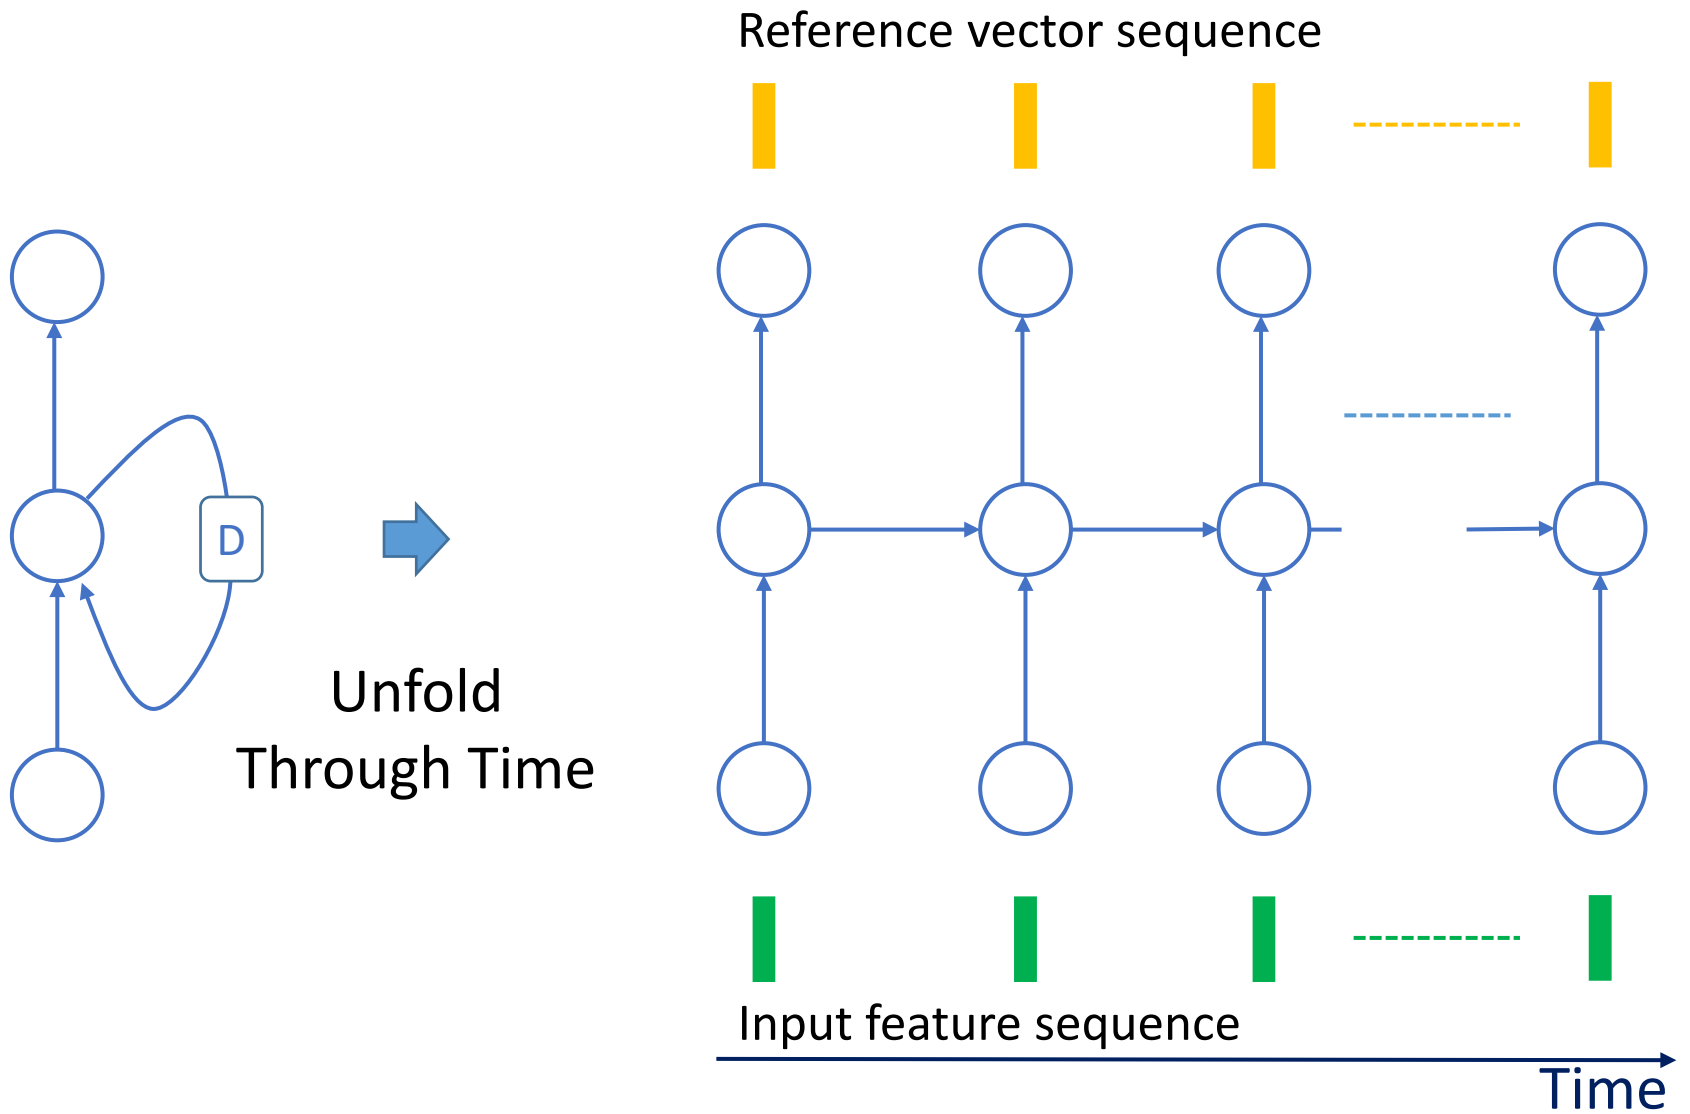 Reference vector sequence
D
Unfold
Through Time
Input feature sequence
Time